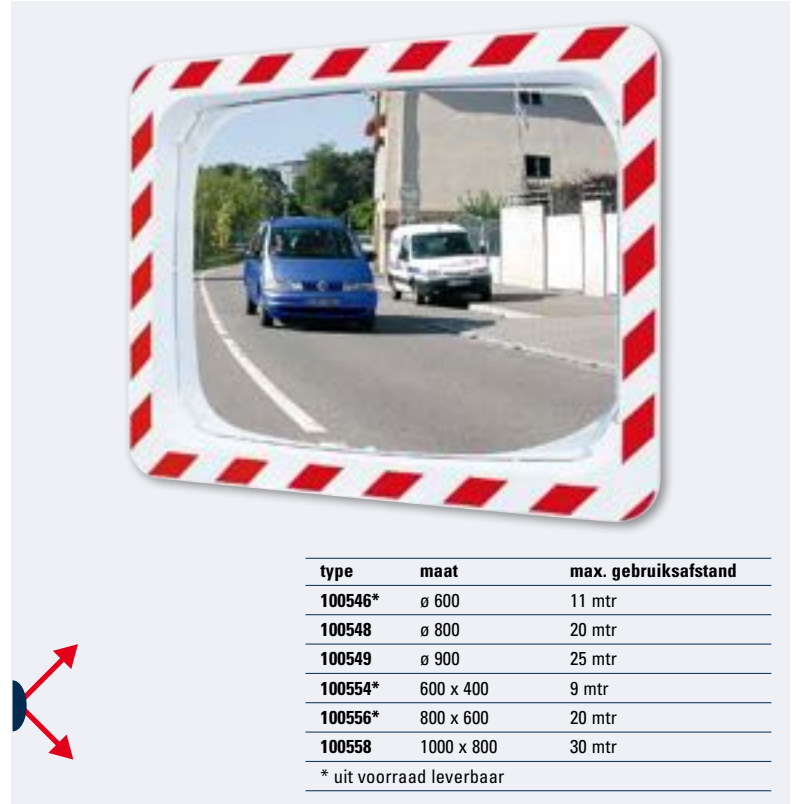 type maat max. gebruiksafstand
100546* ø 600 11 mtr
100548 ø 800 20 mtr
100549 ø 900 25 mtr
100554* 600 x 400 9 mtr
100556* 800 x 600 20 mtr
100558 1000 x 800 30 mtr
* uit voorraad leverbaar